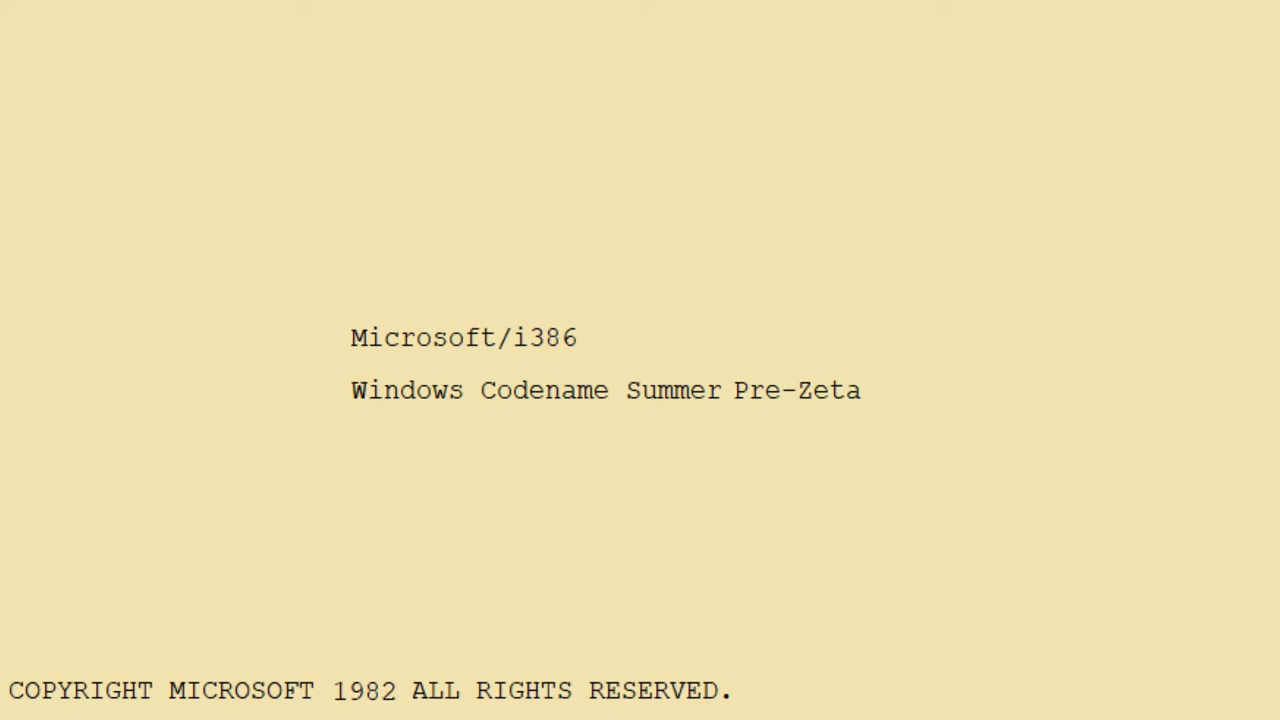 Microsoft/i386
Windows Codename Summer Pre-Zeta
COPYRIGHT MICROSOFT 1982 ALL RIGHTS RESERVED.